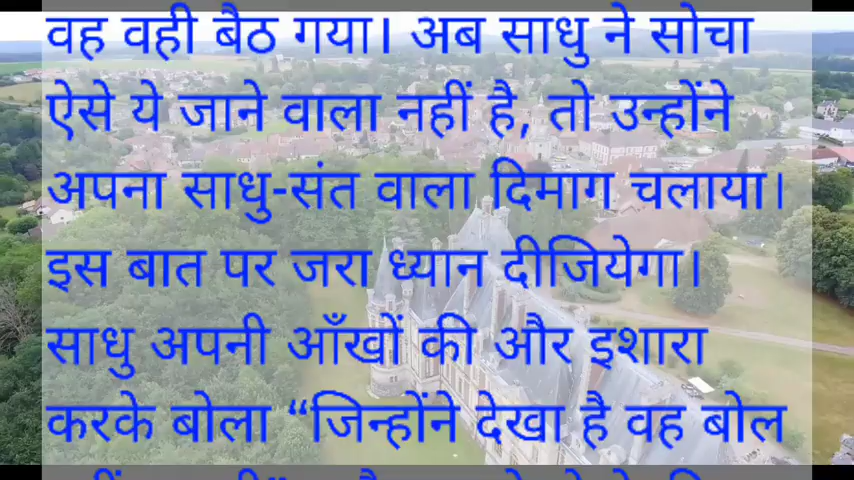 वह वही बैठ गया। अब साधु ने सोचा
ऐसे ये जाने वाला नहीं है, तो उन्होंने
अपना साधु-संत वाला दिमाग चलाया।
इस बात पर जरा ध्यान दीजियेगा।
साधु अपनी आँखों की और इशारा
करके बोला “जिन्होंने देखा है वह बोल